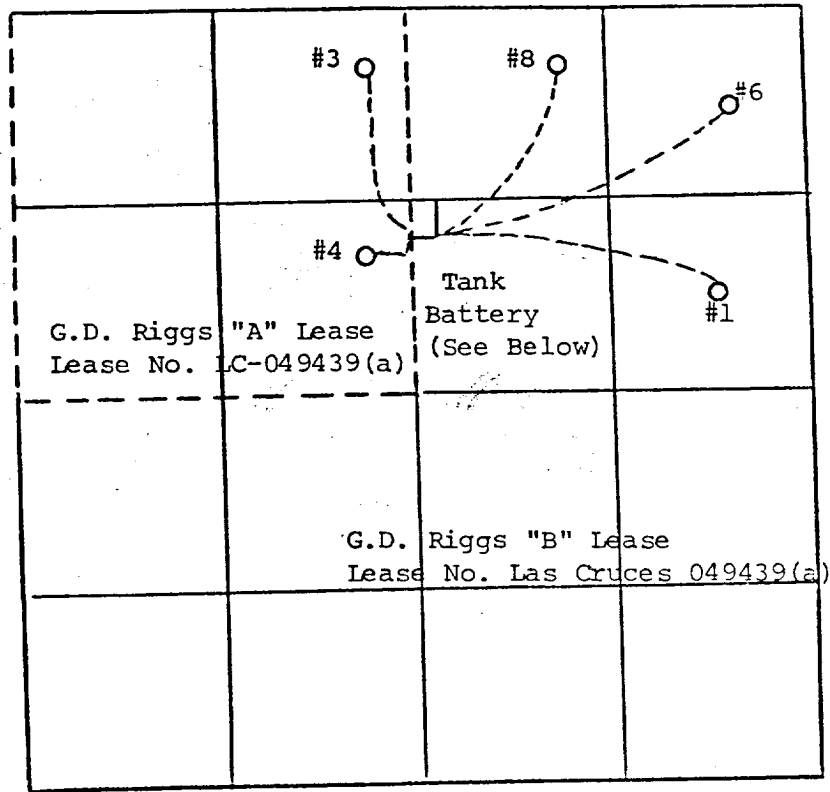 #3
#8
#6
#4
#1
Tank
Battery
(See Below)
G.D. Riggs "A" Lease
Lease No. LC-049439(a)
G.D. Riggs "B" Lease
Lease No. Las Cruces 049439(a)